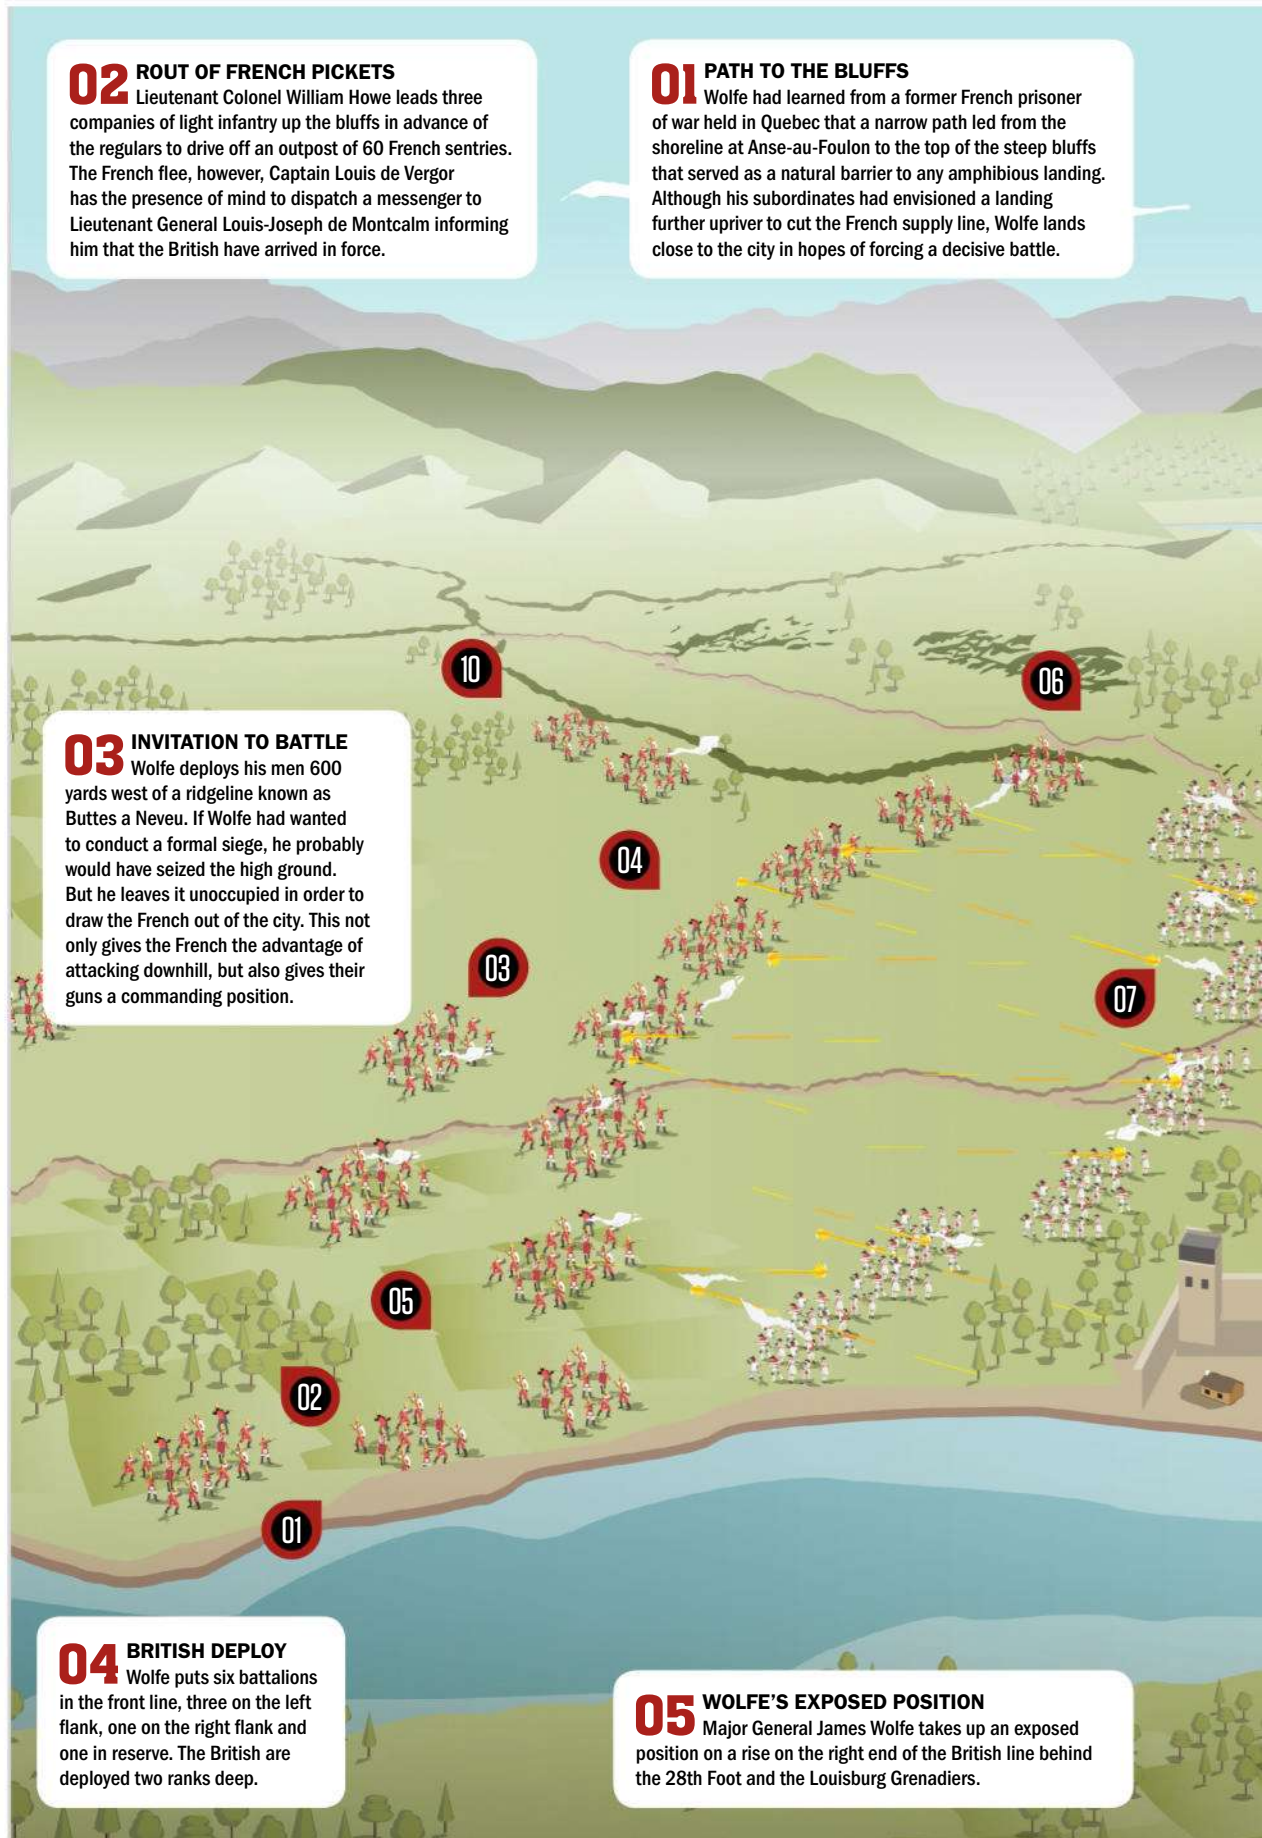 02 ROUT OF FRENCH PICKETS
Lieutenant Colonel William Howe leads three
companies of light infantry up the bluffs in advance of
the regulars to drive off an outpost of 60 French sentries.
The French flee, however, Captain Louis de Vergor
has the presence of mind to dispatch a messenger to
Lieutenant General Louis-Joseph de Montcalm informing
him that the British have arrived in force.
01 PATH TO THE BLUFFS
Wolfe had learned from a former French prisoner
of war held in Quebec that a narrow path led from the
shoreline at Anse-au-Foulon to the top of the steep bluffs
that served as a natural barrier to any amphibious landing.
Although his subordinates had envisioned a landing
further upriver to cut the French supply line, Wolfe lands
close to the city in hopes of forcing a decisive battle.
10
06
03 INVITATION TO BATTLE
Wolfe deploys his men 600
yards west of a ridgeline known as
Buttes a Neveu. If Wolfe had wanted
to conduct a formal siege, he probably
would have seized the high ground.
But he leaves it unoccupied in order to
draw the French out of the city. This not
only gives the French the advantage of
attacking downhill, but also gives their
guns a commanding position.
04
03
07
05
02
01
04 BRITISH DEPLOY
Wolfe puts six battalions
in the front line, three on the left
flank, one on the right flank and
one in reserve. The British are
deployed two ranks deep.
05 WOLFE'S EXPOSED POSITION
Major General James Wolfe takes up an exposed
position on a rise on the right end of the British line behind
the 28th Foot and the Louisburg Grenadiers.